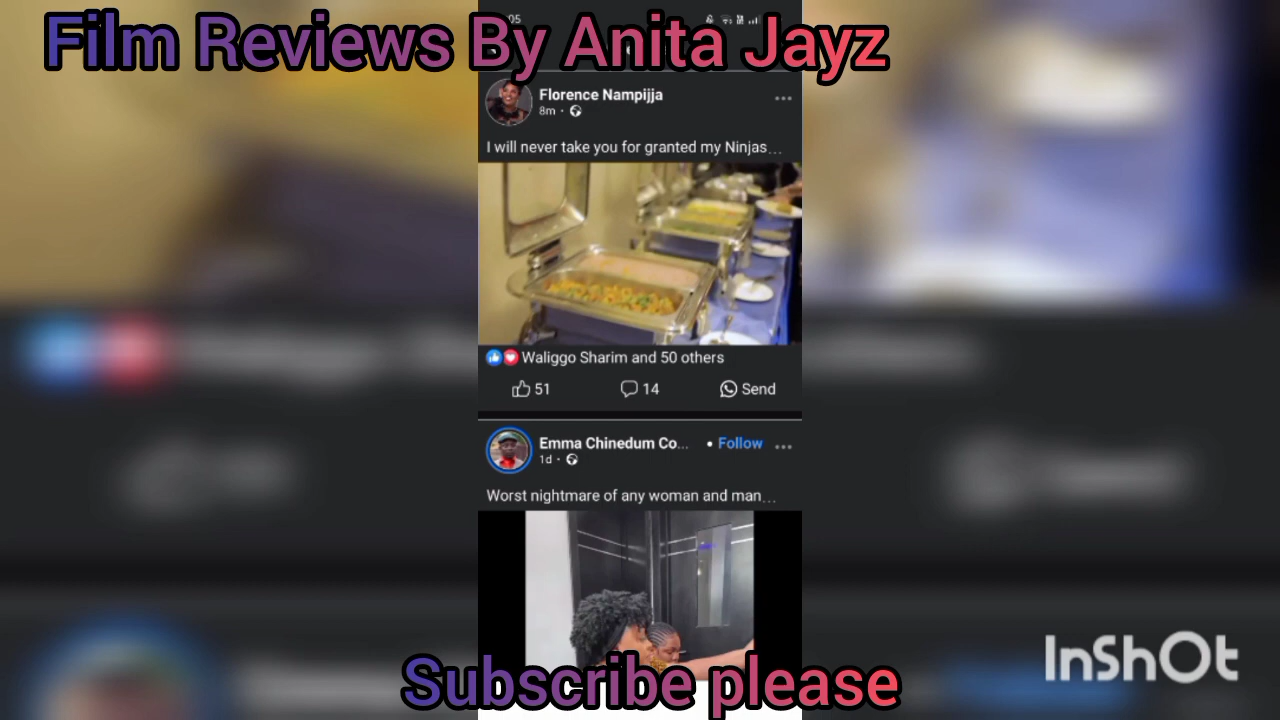 Film Reviews By Anita Jayz
Florence Nampijja
8m ·
I will never take you for granted my Ninjas...
Waliggo Sharim and 50 others
51 14 Send
Emma Chinedum Co... • Follow
1d ·
Worst nightmare of any woman and man...
InShOt
Subscribe please